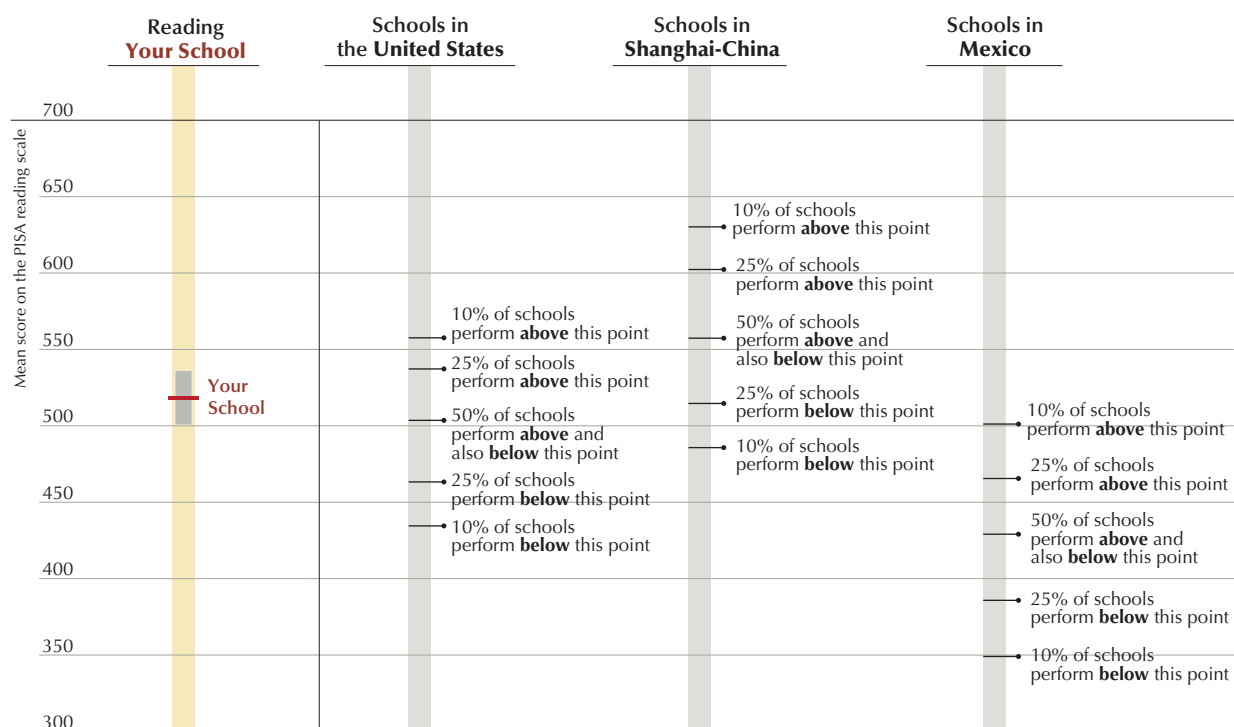 Reading
Your School
Schools in
the United States
Schools in
Shanghai-China
Schools in
Mexico
Mean score on the PISA reading scale
700
650
600
550
500
450
400
350
300
Your
School
10% of schools
perform above this point
25% of schools
perform above this point
50% of schools
perform above and
also below this point
25% of schools
perform below this point
10% of schools
perform below this point
10% of schools
perform above this point
25% of schools
perform above this point
50% of schools
perform above and
also below this point
25% of schools
perform below this point
10% of schools
perform below this point
10% of schools
perform above this point
25% of schools
perform above this point
50% of schools
perform above and
also below this point
25% of schools
perform below this point
10% of schools
perform below this point